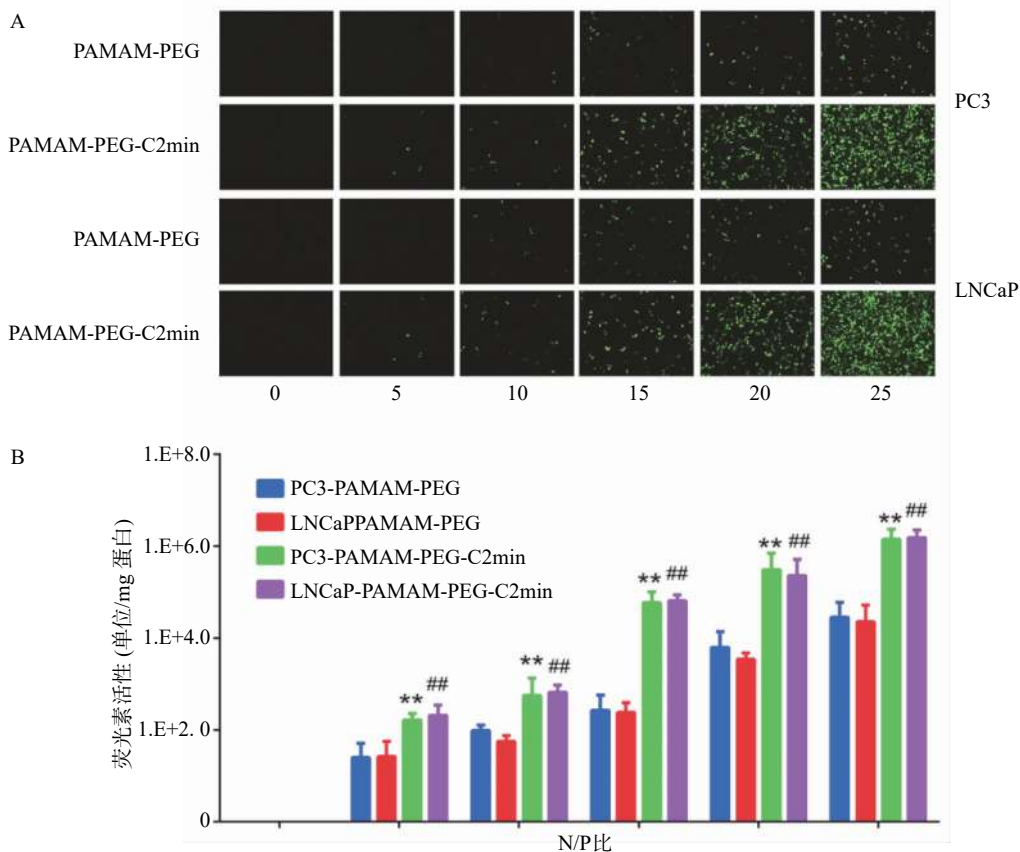 A
PAMAM-PEG
PC3
PAMAM-PEG-C2min
PAMAM-PEG
LNCaP
PAMAM-PEG-C2min
0 5 10 15 20 25
B
1.E+8.0
PC3-PAMAM-PEG
LNCaPPAMAM-PEG
PC3-PAMAM-PEG-C2min
LNCaP-PAMAM-PEG-C2min
1.E+6.0
1.E+4.0
1.E+2. 0
0
荧光素活性 (单位/mg 蛋白)
** ##
** ##
** ##
** ##
** ##
N/P比